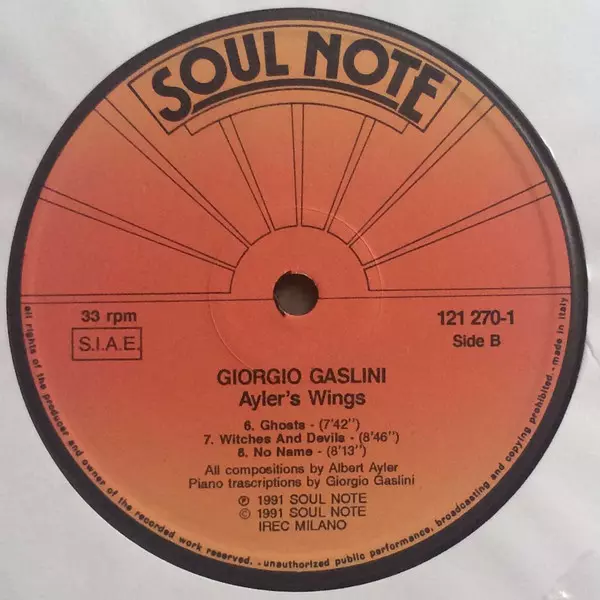 SOUL NOTE
33 rpm
S.I.A.E.
121 270-1
Side B
GIORGIO GASLINI
Ayler's Wings
6. Ghosts - (7'42'')
7. Witches And Devils - (8'46'')
8. No Name - (8'13'')
All compositions by Albert Ayler
Piano trascriptions by Giorgio Gaslini
℗ 1991 SOUL NOTE
© 1991 SOUL NOTE
IREC MILANO
all rights of the producer and owner of the recorded work reserved. - unauthorized public performance, broadcasting and copying prohibited. - made in italy